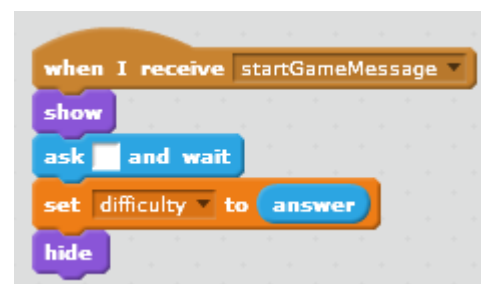 when I receive startGameMessage
show
ask and wait
set difficulty to answer
hide